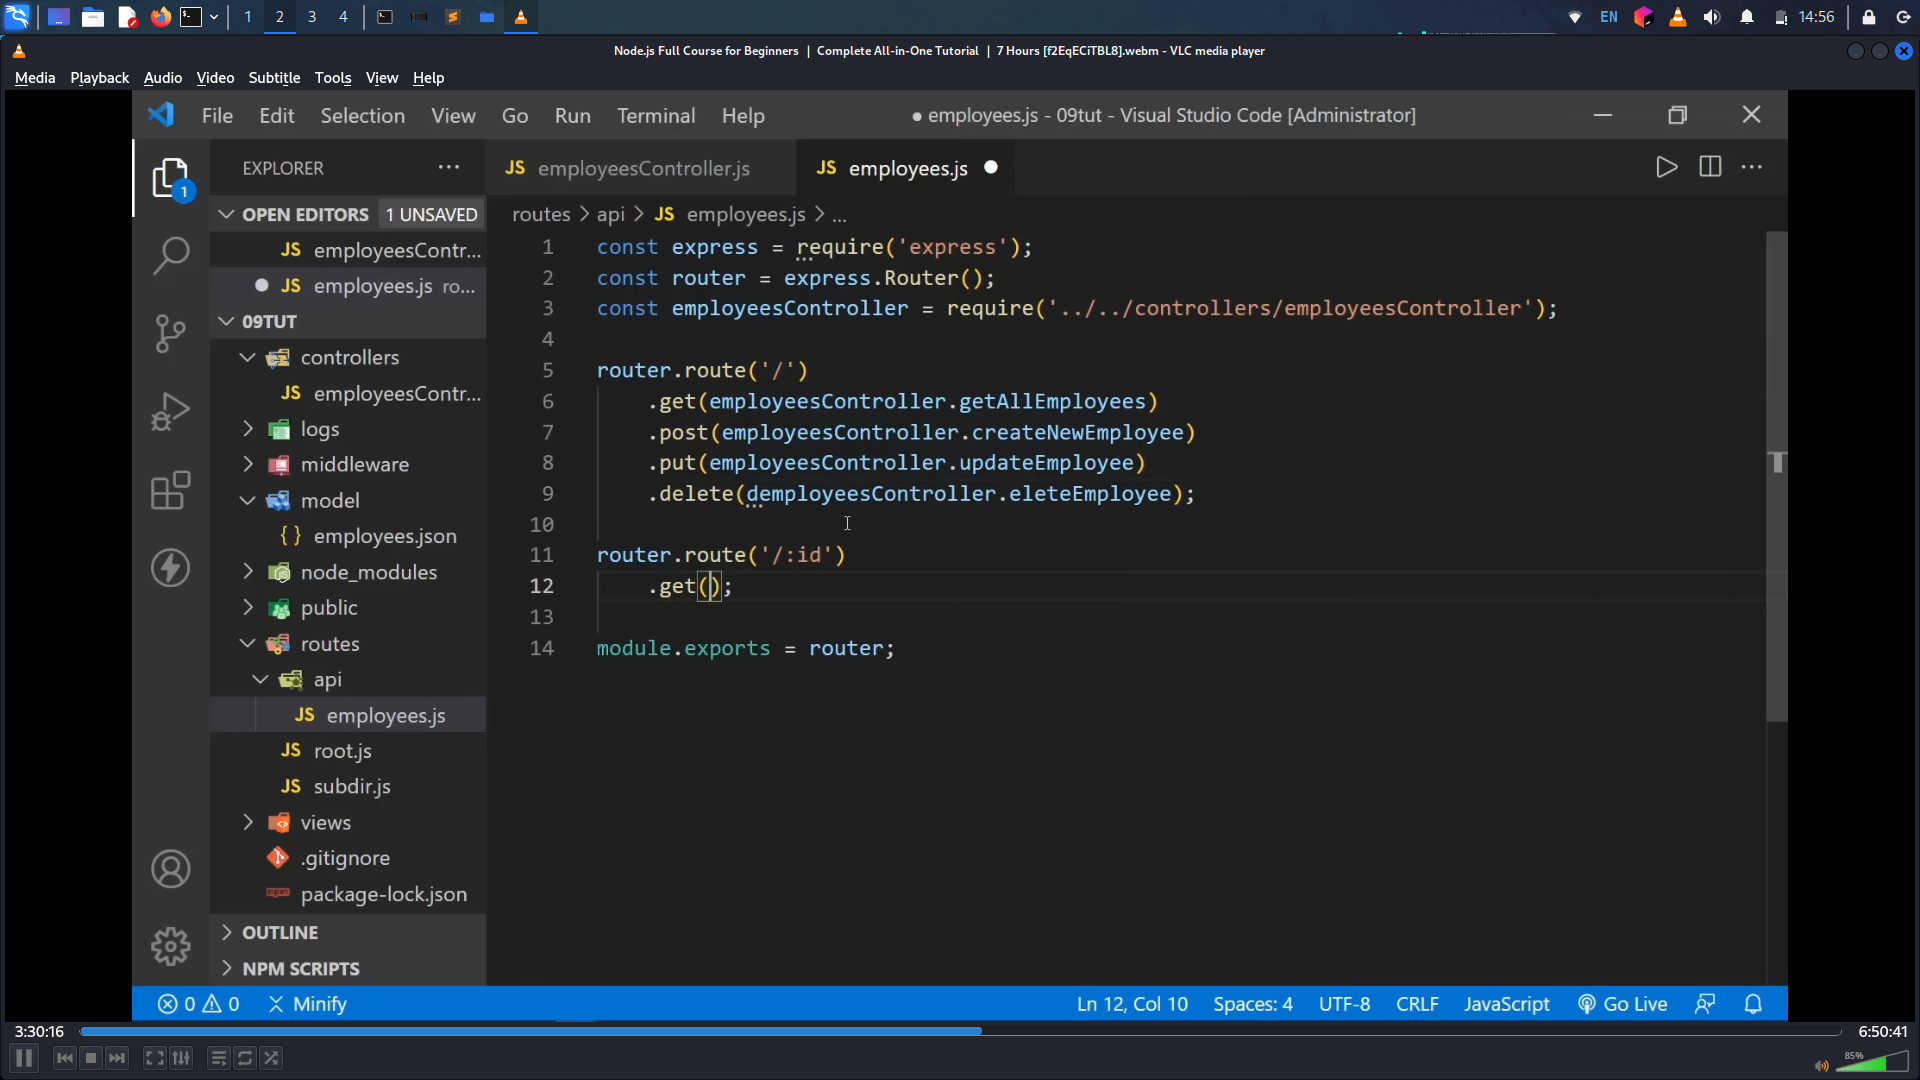 1 2 3 4 EN 14:56
Node.js Full Course for Beginners | Complete All-in-One Tutorial | 7 Hours [f2EqECiTBL8].webm - VLC media player
Media Playback Audio Video Subtitle Tools View Help
File Edit Selection View Go Run Terminal Help ● employees.js - 09tut - Visual Studio Code [Administrator]
EXPLORER ···
1
JS employeesController.js JS employees.js ●
OPEN EDITORS 1 UNSAVED
JS employeesContr...
● JS employees.js ro...
09TUT
controllers
JS employeesContr...
logs
middleware
model
{} employees.json
node_modules
public
routes
api
JS employees.js
JS root.js
JS subdir.js
views
.gitignore
npm package-lock.json
OUTLINE
NPM SCRIPTS
routes > api > JS employees.js > ...
1 const express = require('express');
2 const router = express.Router();
3 const employeesController = require('../../controllers/employeesController');
4
5 router.route('/')
6 .get(employeesController.getAllEmployees)
7 .post(employeesController.createNewEmployee)
8 .put(employeesController.updateEmployee)
9 .delete(demployeesController.eleteEmployee);
10
11 router.route('/:id')
12 .get();
13
14 module.exports = router;
0 0 Minify Ln 12, Col 10 Spaces: 4 UTF-8 CRLF JavaScript Go Live
3:30:16 6:50:41
85%